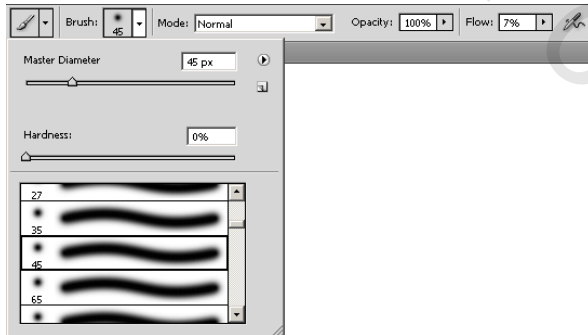 Brush: 45 Mode: Normal Opacity: 100% Flow: 7%
Master Diameter 45 px
Hardness: 0%
27
35
45
65